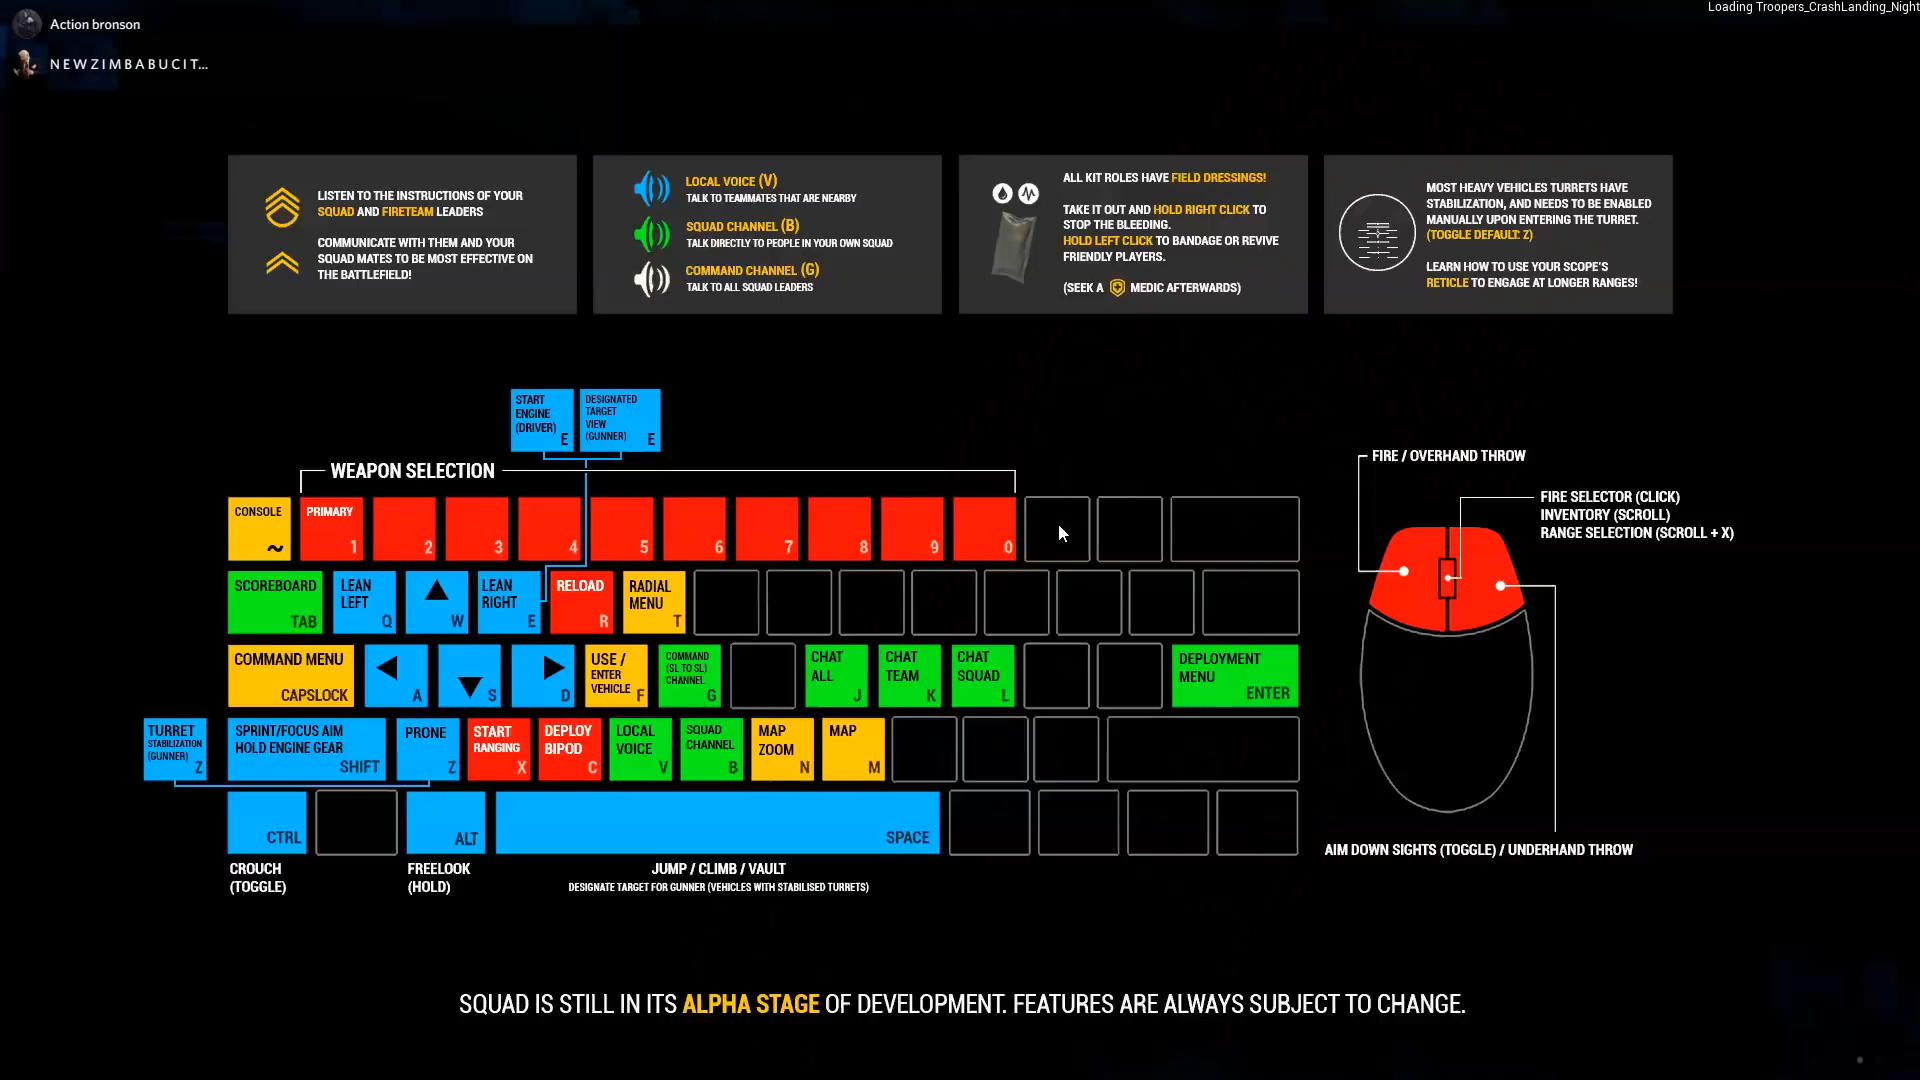 Action bronson
Loading Troopers_CrashLanding_Night
NEWZIMBABUCIT...
LISTEN TO THE INSTRUCTIONS OF YOUR
SQUAD AND FIRETEAM LEADERS
COMMUNICATE WITH THEM AND YOUR
SQUAD MATES TO BE MOST EFFECTIVE ON
THE BATTLEFIELD!
LOCAL VOICE (V)
TALK TO TEAMMATES THAT ARE NEARBY
SQUAD CHANNEL (B)
TALK DIRECTLY TO PEOPLE IN YOUR OWN SQUAD
COMMAND CHANNEL (G)
TALK TO ALL SQUAD LEADERS
ALL KIT ROLES HAVE FIELD DRESSINGS!
TAKE IT OUT AND HOLD RIGHT CLICK TO
STOP THE BLEEDING.
HOLD LEFT CLICK TO BANDAGE OR REVIVE
FRIENDLY PLAYERS.
(SEEK A MEDIC AFTERWARDS)
MOST HEAVY VEHICLES TURRETS HAVE
STABILIZATION, AND NEEDS TO BE ENABLED
MANUALLY UPON ENTERING THE TURRET.
(TOGGLE DEFAULT: Z)
LEARN HOW TO USE YOUR SCOPE'S
RETICLE TO ENGAGE AT LONGER RANGES!
START
ENGINE
(DRIVER) E
DESIGNATED
TARGET
VIEW
(GUNNER) E
WEAPON SELECTION
CONSOLE
~
PRIMARY
1
2
3
4
5
6
7
8
9
0
SCOREBOARD
TAB
LEAN
LEFT
Q
W
LEAN
RIGHT
E
RELOAD
R
RADIAL
MENU
T
COMMAND MENU
CAPSLOCK
A
S
D
USE /
ENTER
VEHICLE F
COMMAND
(SL TO SL)
CHANNEL
G
CHAT
ALL
J
CHAT
TEAM
K
CHAT
SQUAD
L
DEPLOYMENT
MENU
ENTER
TURRET
STABILIZATION
(GUNNER)
Z
SPRINT/FOCUS AIM
HOLD ENGINE GEAR
SHIFT
PRONE
Z
START
RANGING
X
DEPLOY
BIPOD
C
LOCAL
VOICE
V
SQUAD
CHANNEL
B
MAP
ZOOM
N
MAP
M
CTRL
ALT
SPACE
CROUCH
(TOGGLE)
FREELOOK
(HOLD)
JUMP / CLIMB / VAULT
DESIGNATE TARGET FOR GUNNER (VEHICLES WITH STABILISED TURRETS)
FIRE / OVERHAND THROW
FIRE SELECTOR (CLICK)
INVENTORY (SCROLL)
RANGE SELECTION (SCROLL + X)
AIM DOWN SIGHTS (TOGGLE) / UNDERHAND THROW
SQUAD IS STILL IN ITS ALPHA STAGE OF DEVELOPMENT. FEATURES ARE ALWAYS SUBJECT TO CHANGE.